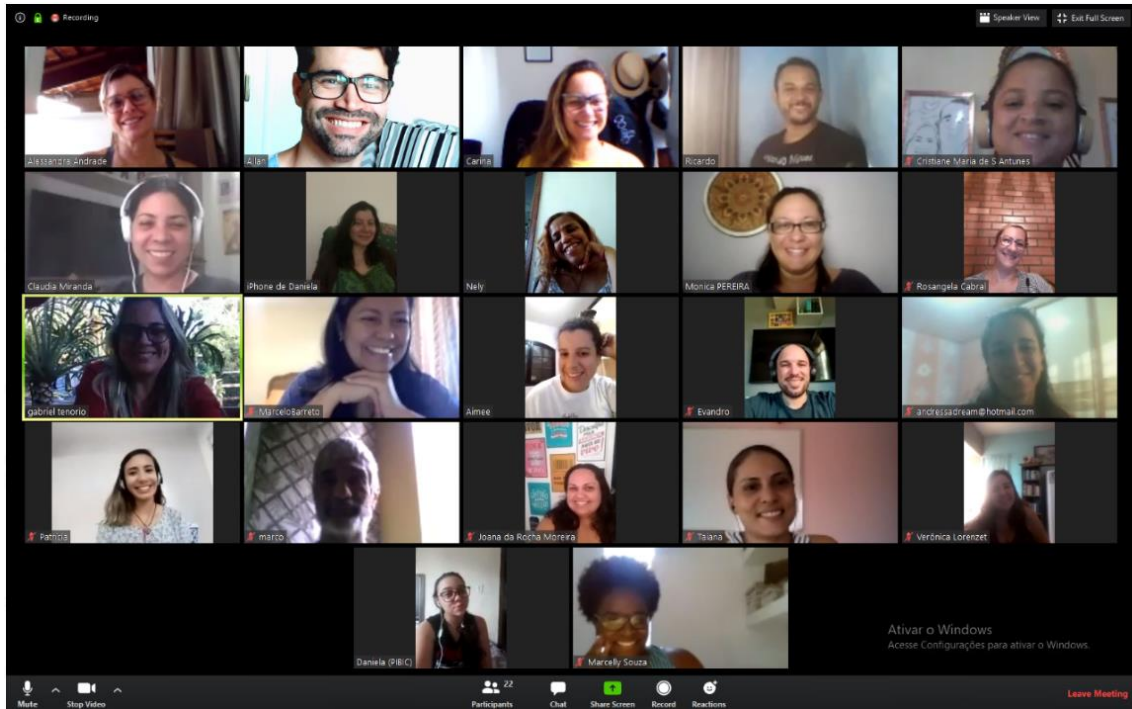 Recording
Speaker View
Exit Full Screen
Alessandra Andrade
Allan
Carina
Ricardo
Cristiane Maria de S Antunes
Claudia Miranda
iPhone de Daniela
Nely
Monica PEREIRA
Rosangela Cabral
gabriel tenorio
MarceloBarreto
Aimee
Evandro
andressadream@hotmail.com
Patricia
marco
Joana da Rocha Moreira
Taiana
Verônica Lorenzet
Daniela (PIBIC)
Marcelly Souza
Ativar o Windows
Acesse Configurações para ativar o Windows.
Mute
Stop Video
Participants
22
Chat
Share Screen
Record
Reactions
Leave Meeting